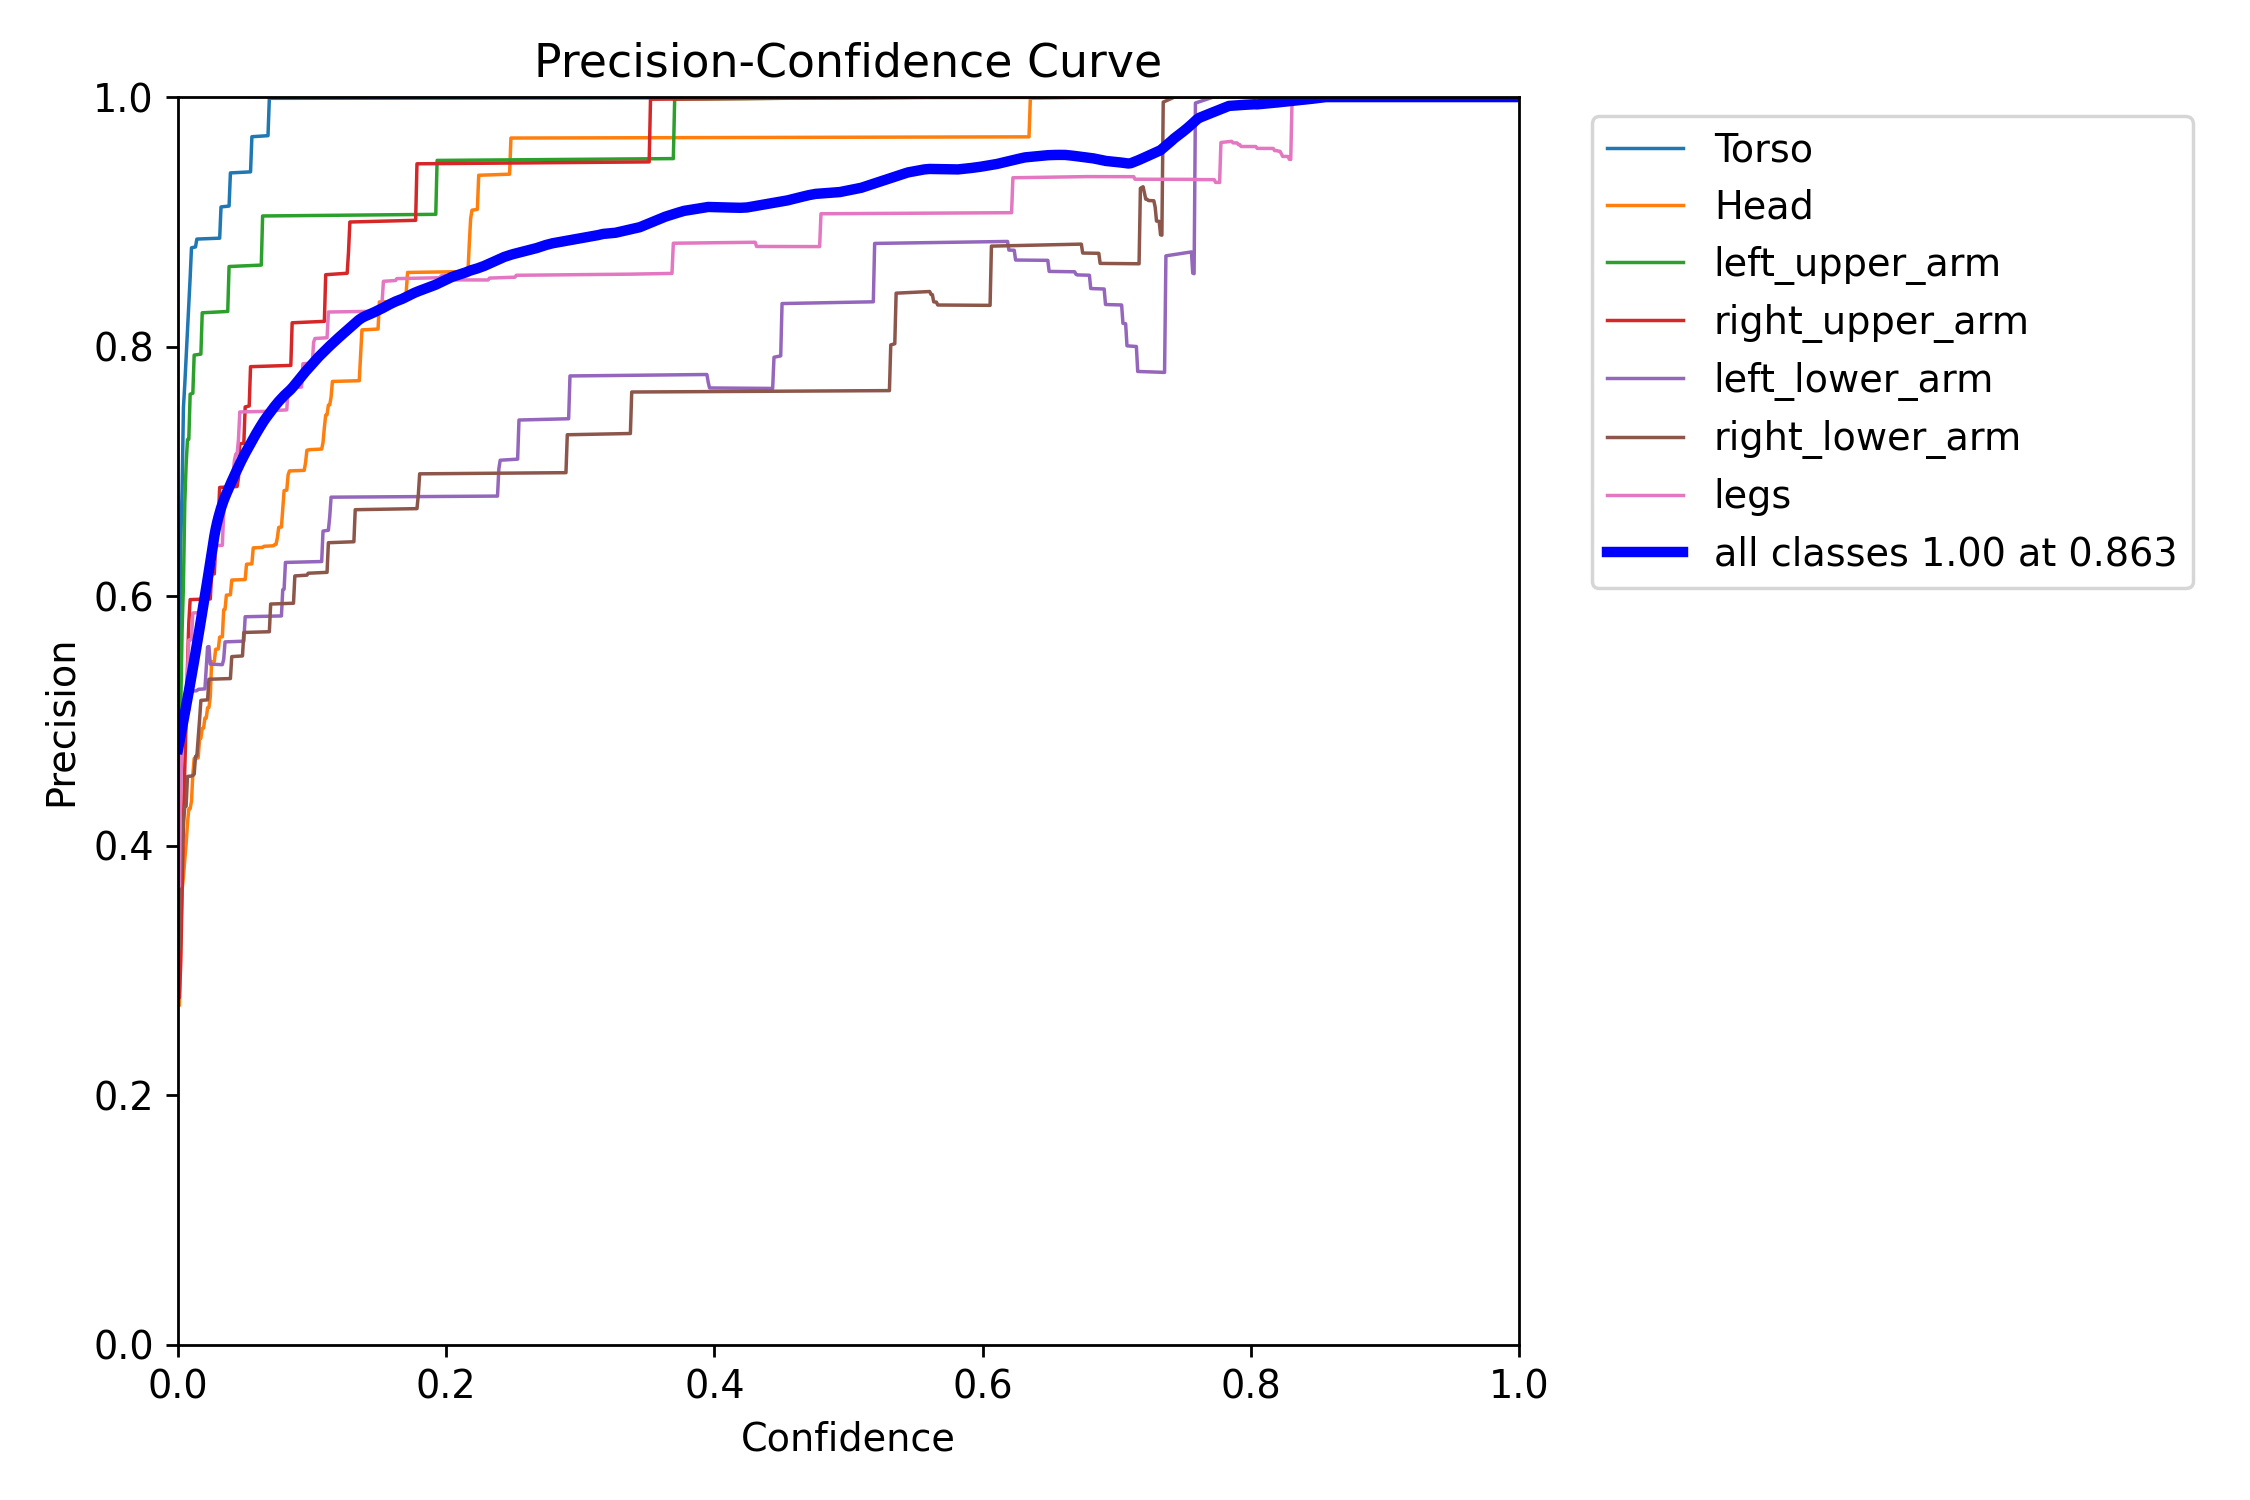 Precision-Confidence Curve
1.0
0.8
0.6
0.4
0.2
0.0
Precision
0.0 0.2 0.4 0.6 0.8 1.0
Confidence
Torso
Head
left_upper_arm
right_upper_arm
left_lower_arm
right_lower_arm
legs
all classes 1.00 at 0.863